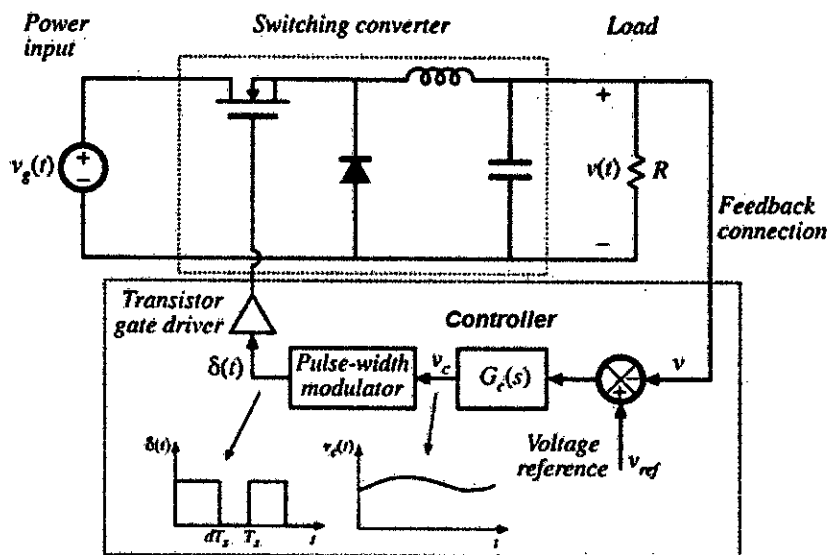 Power
input
Switching converter
Load
v_g(t)
+
−
+
v(t)
R
−
Feedback
connection
Transistor
gate driver
Controller
δ(t)
Pulse-width
modulator
v_c
G_c(s)
−
+
v
Voltage
reference
v_ref
δ(t)
dT_s
T_s
t
v_c(t)
t